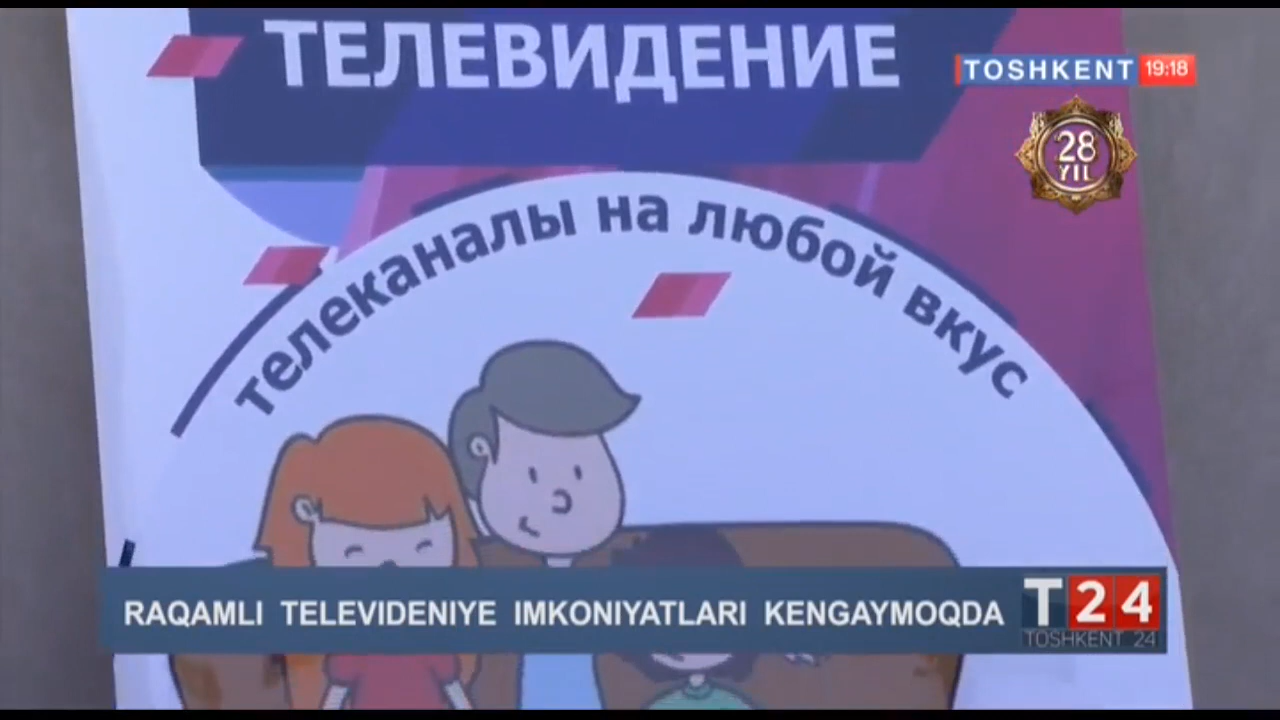 ТЕЛЕВИДЕНИЕ
TOSHKENT 19:18
28
YIL
телеканалы на любой вкус
RAQAMLI TELEVIDENIYE IMKONIYATLARI KENGAYMOQDA
T24
TOSHKENT 24